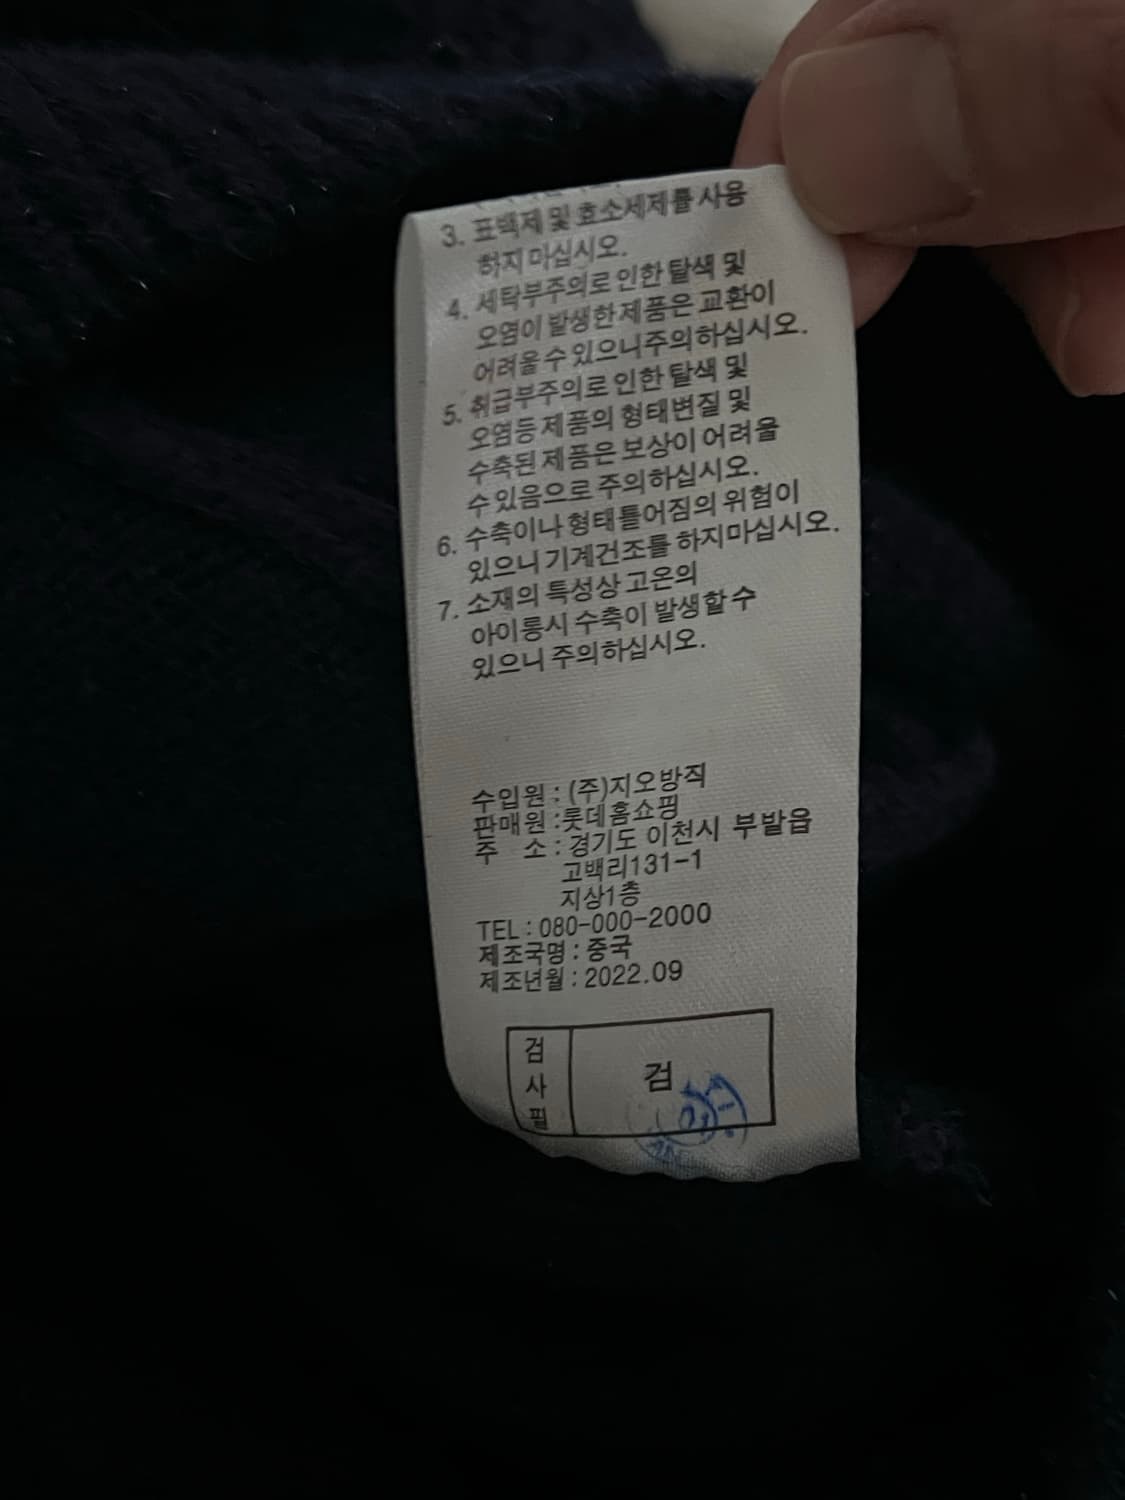 3. 표백제 및 효소세제를 사용
하지 마십시오.
4. 세탁부주의로 인한 탈색 및
오염이 발생한 제품은 교환이
어려울 수 있으니 주의하십시오.
5. 취급부주의로 인한 탈색 및
오염등 제품의 형태변질 및
수축된 제품은 보상이 어려울
수 있음으로 주의하십시오.
6. 수축이나 형태틀어짐의 위험이
있으니 기계건조를 하지마십시오.
7. 소재의 특성상 고온의
아이롱시 수축이 발생할 수
있으니 주의하십시오.
수입원 : (주)지오방직
판매원 : 롯데홈쇼핑
주 소 : 경기도 이천시 부발읍
고백리131-1
지상1층
TEL : 080-000-2000
제조국명 : 중국
제조년월 : 2022.09
검사필
검